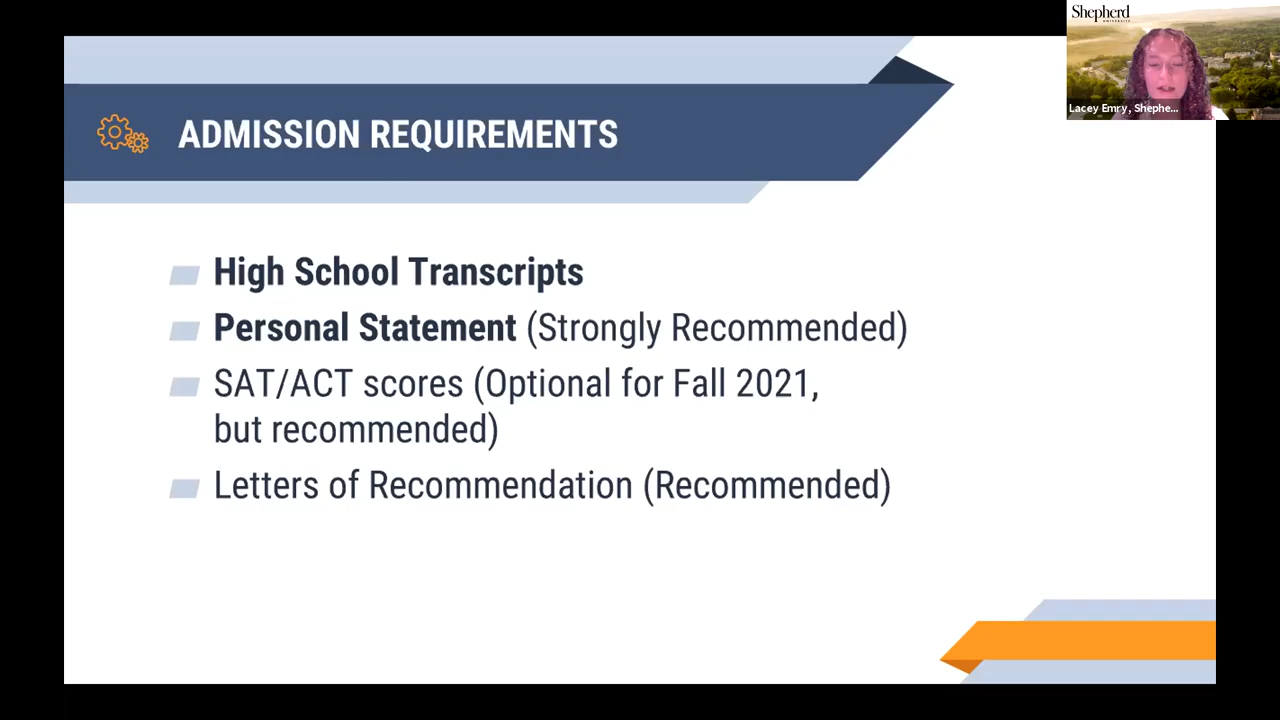 Shepherd
UNIVERSITY
Lacey Emry, Shephe...
ADMISSION REQUIREMENTS
High School Transcripts
Personal Statement (Strongly Recommended)
SAT/ACT scores (Optional for Fall 2021,
but recommended)
Letters of Recommendation (Recommended)